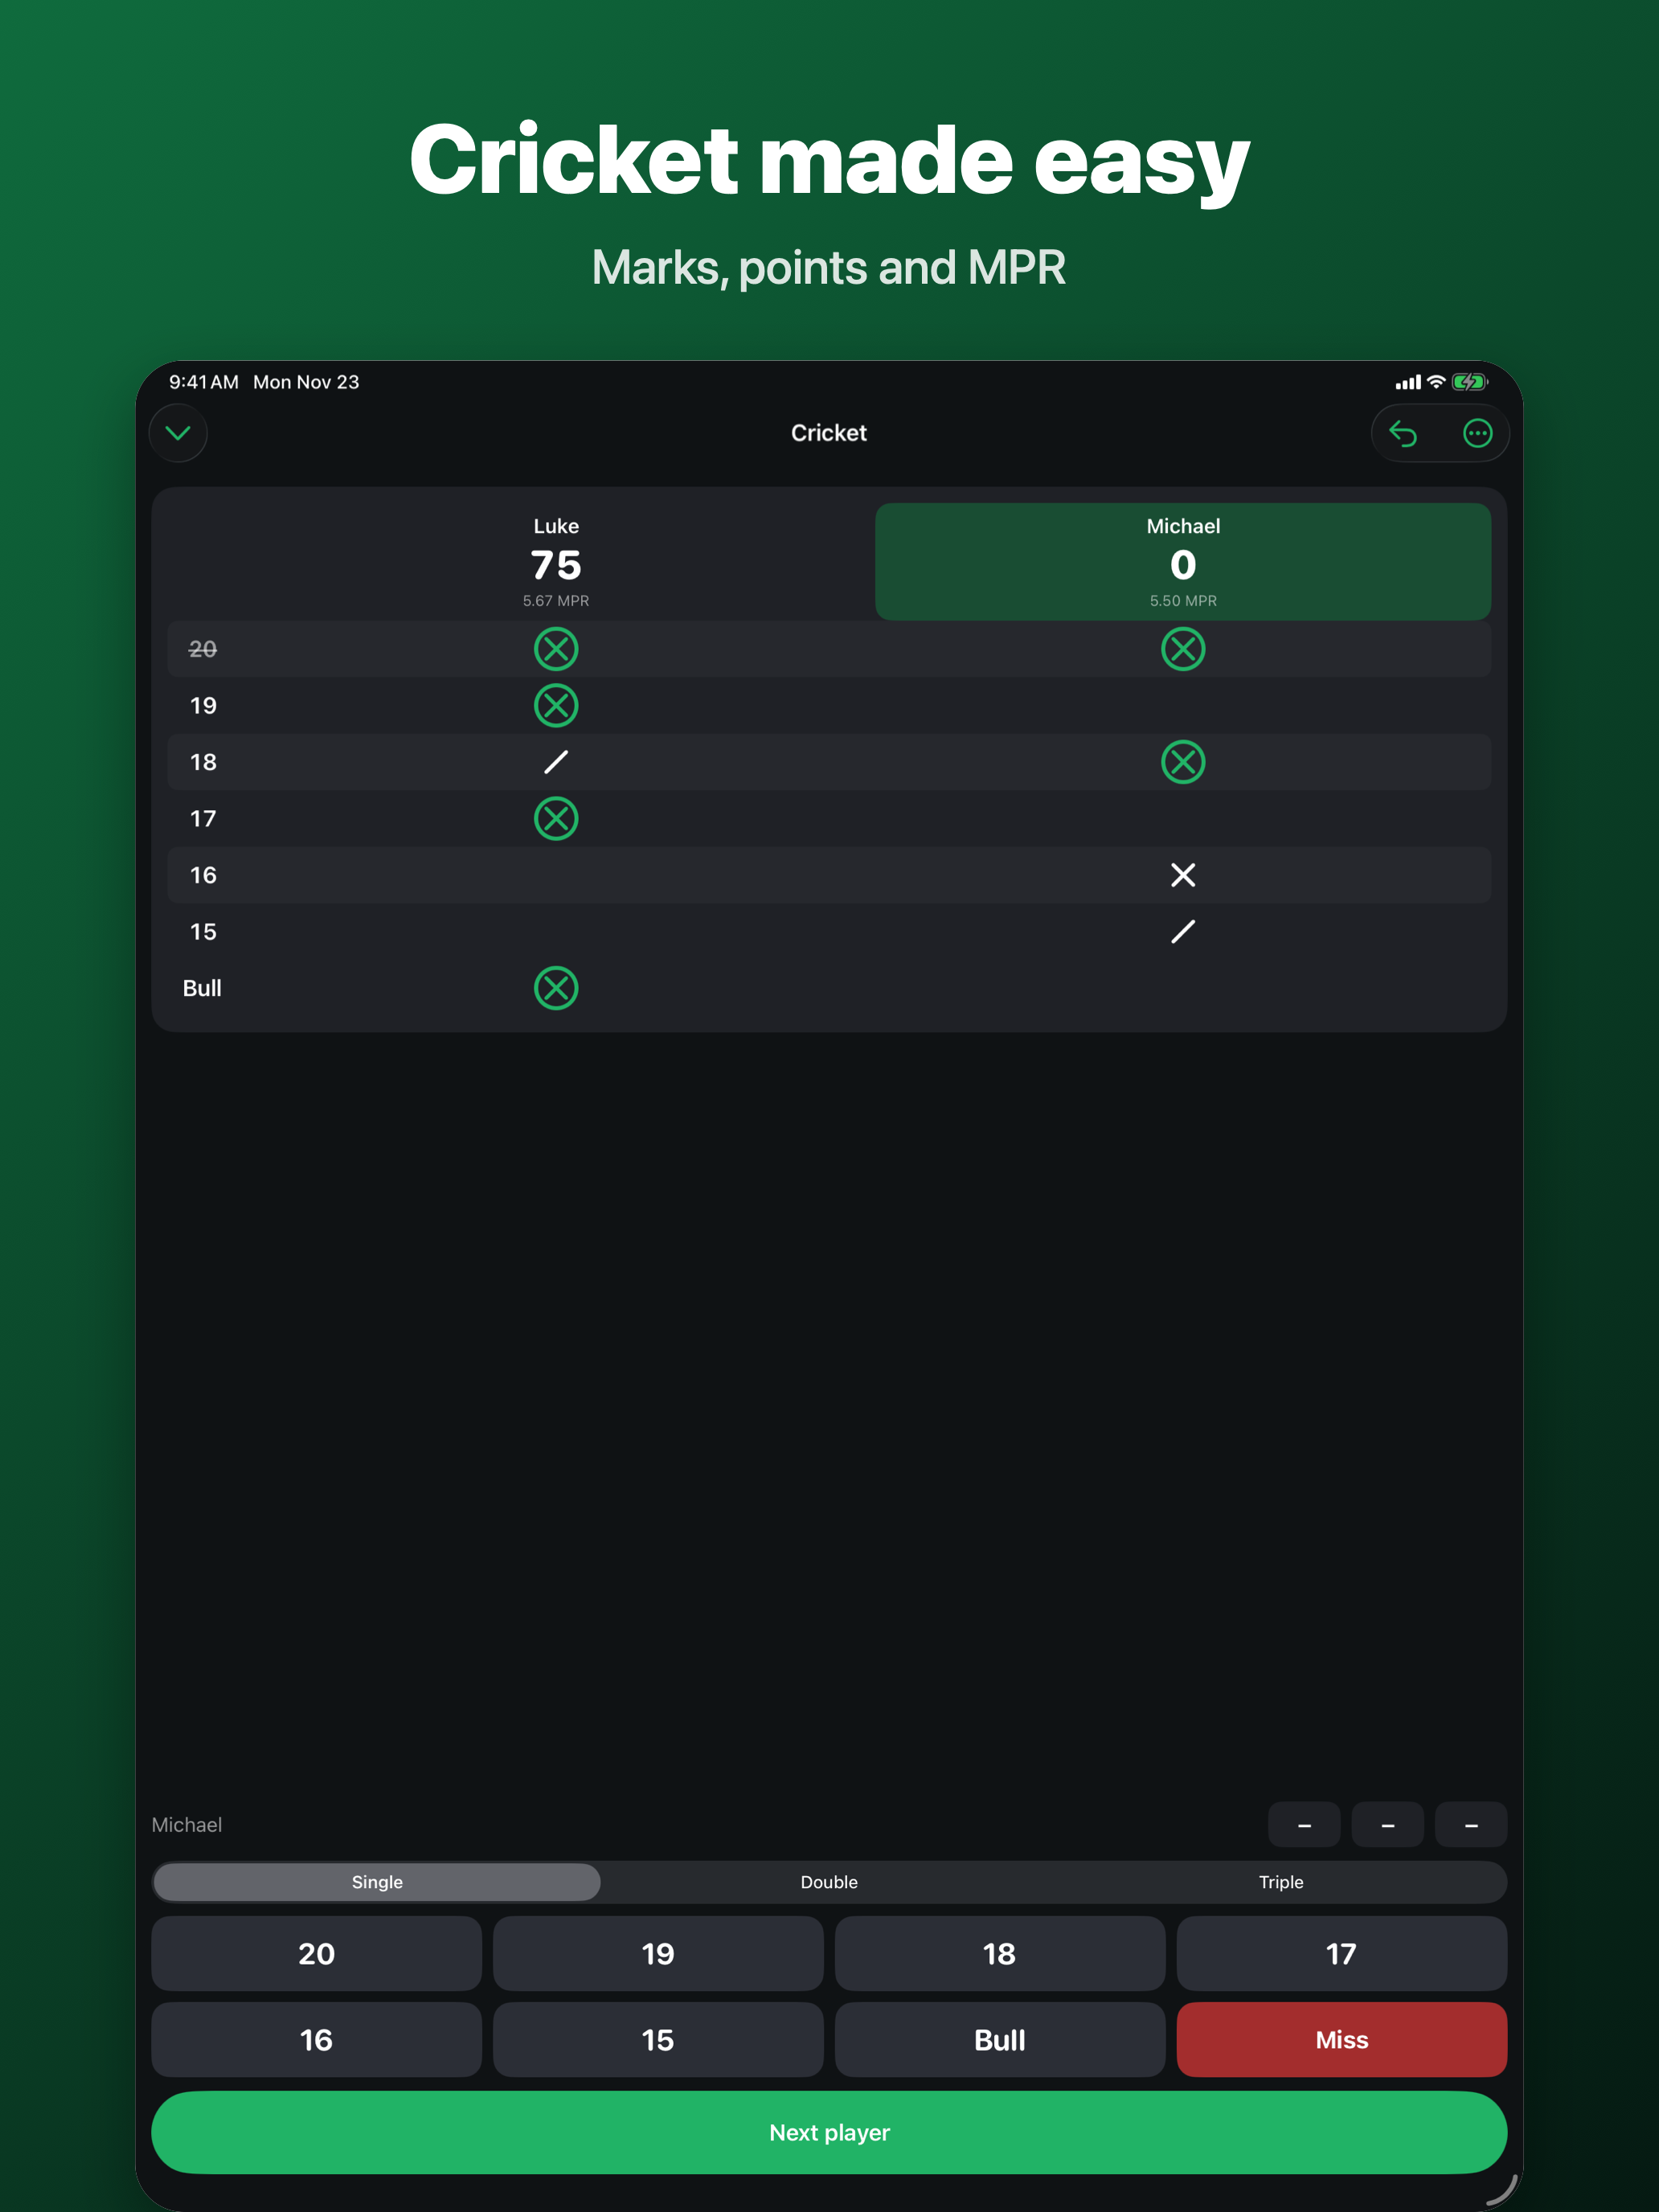 Cricket made easy
Marks, points and MPR
9:41 AM Mon Nov 23
Cricket
Luke Michael
75 0
5.67 MPR 5.50 MPR
20
19
18
17
16
15
Bull
Michael – – –
Single Double Triple
20 19 18 17
16 15 Bull Miss
Next player